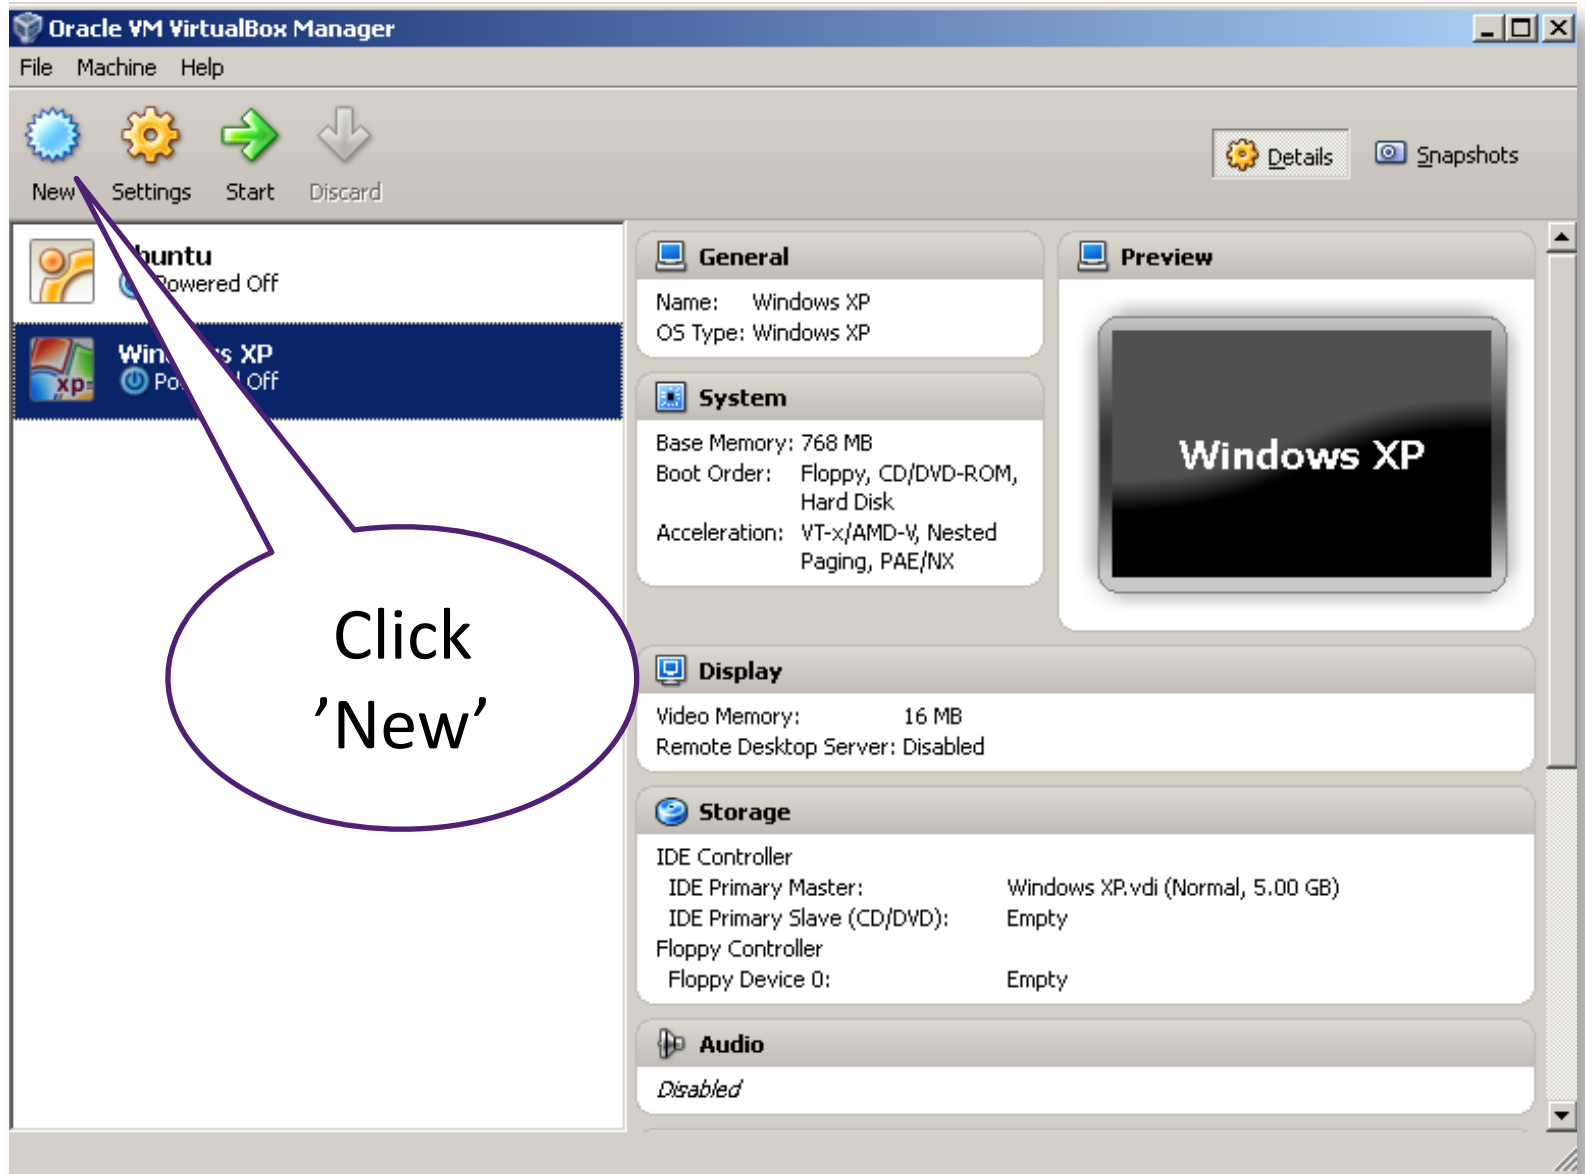 Oracle VM VirtualBox Manager
File Machine Help
New Settings Start Discard
Details Snapshots
Powered Off
XP
Off
Click
’New’
General
Name: Windows XP
OS Type: Windows XP
System
Base Memory: 768 MB
Boot Order: Floppy, CD/DVD-ROM,
Hard Disk
Acceleration: VT-x/AMD-V, Nested
Paging, PAE/NX
Preview
Windows XP
Display
Video Memory: 16 MB
Remote Desktop Server: Disabled
Storage
IDE Controller
IDE Primary Master: Windows XP.vdi (Normal, 5.00 GB)
IDE Primary Slave (CD/DVD): Empty
Floppy Controller
Floppy Device 0: Empty
Audio
Disabled